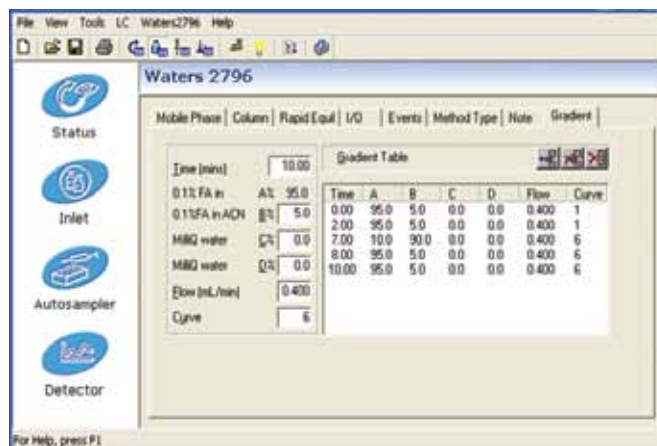 File View Tools LC Waters2796 Help
Waters 2796
Mobile Phase Column Rapid Equil I/O Events Method Type Note Gradient
Status
Inlet
Autosampler
Detector
Time [mins] 10.00
0.1% FA in A% 95.0
0.1%FA in ACN B% 5.0
MilliQ water C% 0.0
MilliQ water D% 0.0
Flow [mL/min] 0.400
Curve 6
Gradient Table
Time A B C D Flow Curve
0.00 95.0 5.0 0.0 0.0 0.400 1
2.00 95.0 5.0 0.0 0.0 0.400 1
7.00 10.0 90.0 0.0 0.0 0.400 6
8.00 95.0 5.0 0.0 0.0 0.400 6
10.00 95.0 5.0 0.0 0.0 0.400 6
For Help, press F1